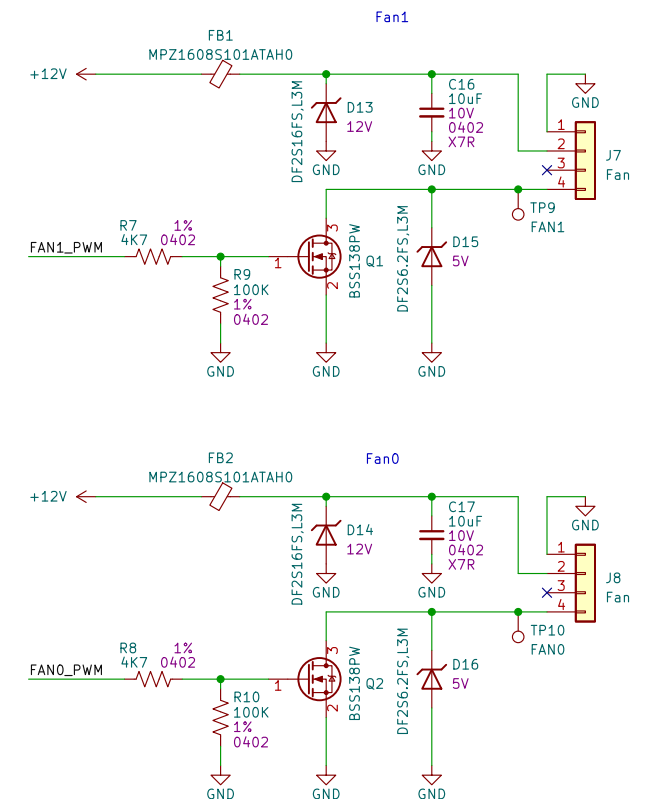 Fan1
FB1
MPZ1608S101ATAH0
+12V
GND
DF2S16FS,L3M
D13
12V
GND
C16
10uF
10V
0402
X7R
GND
1
2
3
4
J7
Fan
TP9
FAN1
FAN1_PWM
R7
4K7
1%
0402
R9
100K
1%
0402
GND
1
3
2
Q1
BSS138PW
GND
DF2S6.2FS,L3M
D15
5V
GND
Fan0
FB2
MPZ1608S101ATAH0
+12V
GND
DF2S16FS,L3M
D14
12V
GND
C17
10uF
10V
0402
X7R
GND
1
2
3
4
J8
Fan
TP10
FAN0
FAN0_PWM
R8
4K7
1%
0402
R10
100K
1%
0402
GND
1
3
2
Q2
BSS138PW
GND
DF2S6.2FS,L3M
D16
5V
GND